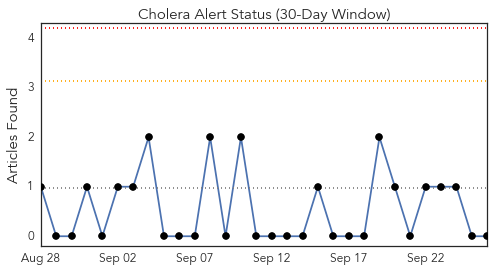 Cholera Alert Status (30-Day Window)
Articles Found
4
3
2
1
0
Aug 28 Sep 02 Sep 07 Sep 12 Sep 17 Sep 22